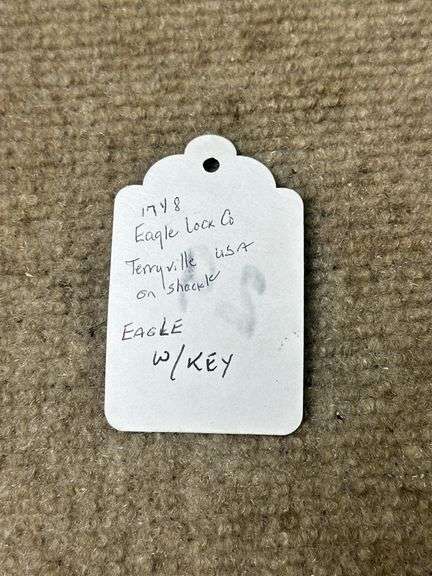 1748
Eagle Lock Co
Terryville USA
on shackle
EAGLE
W/KEY